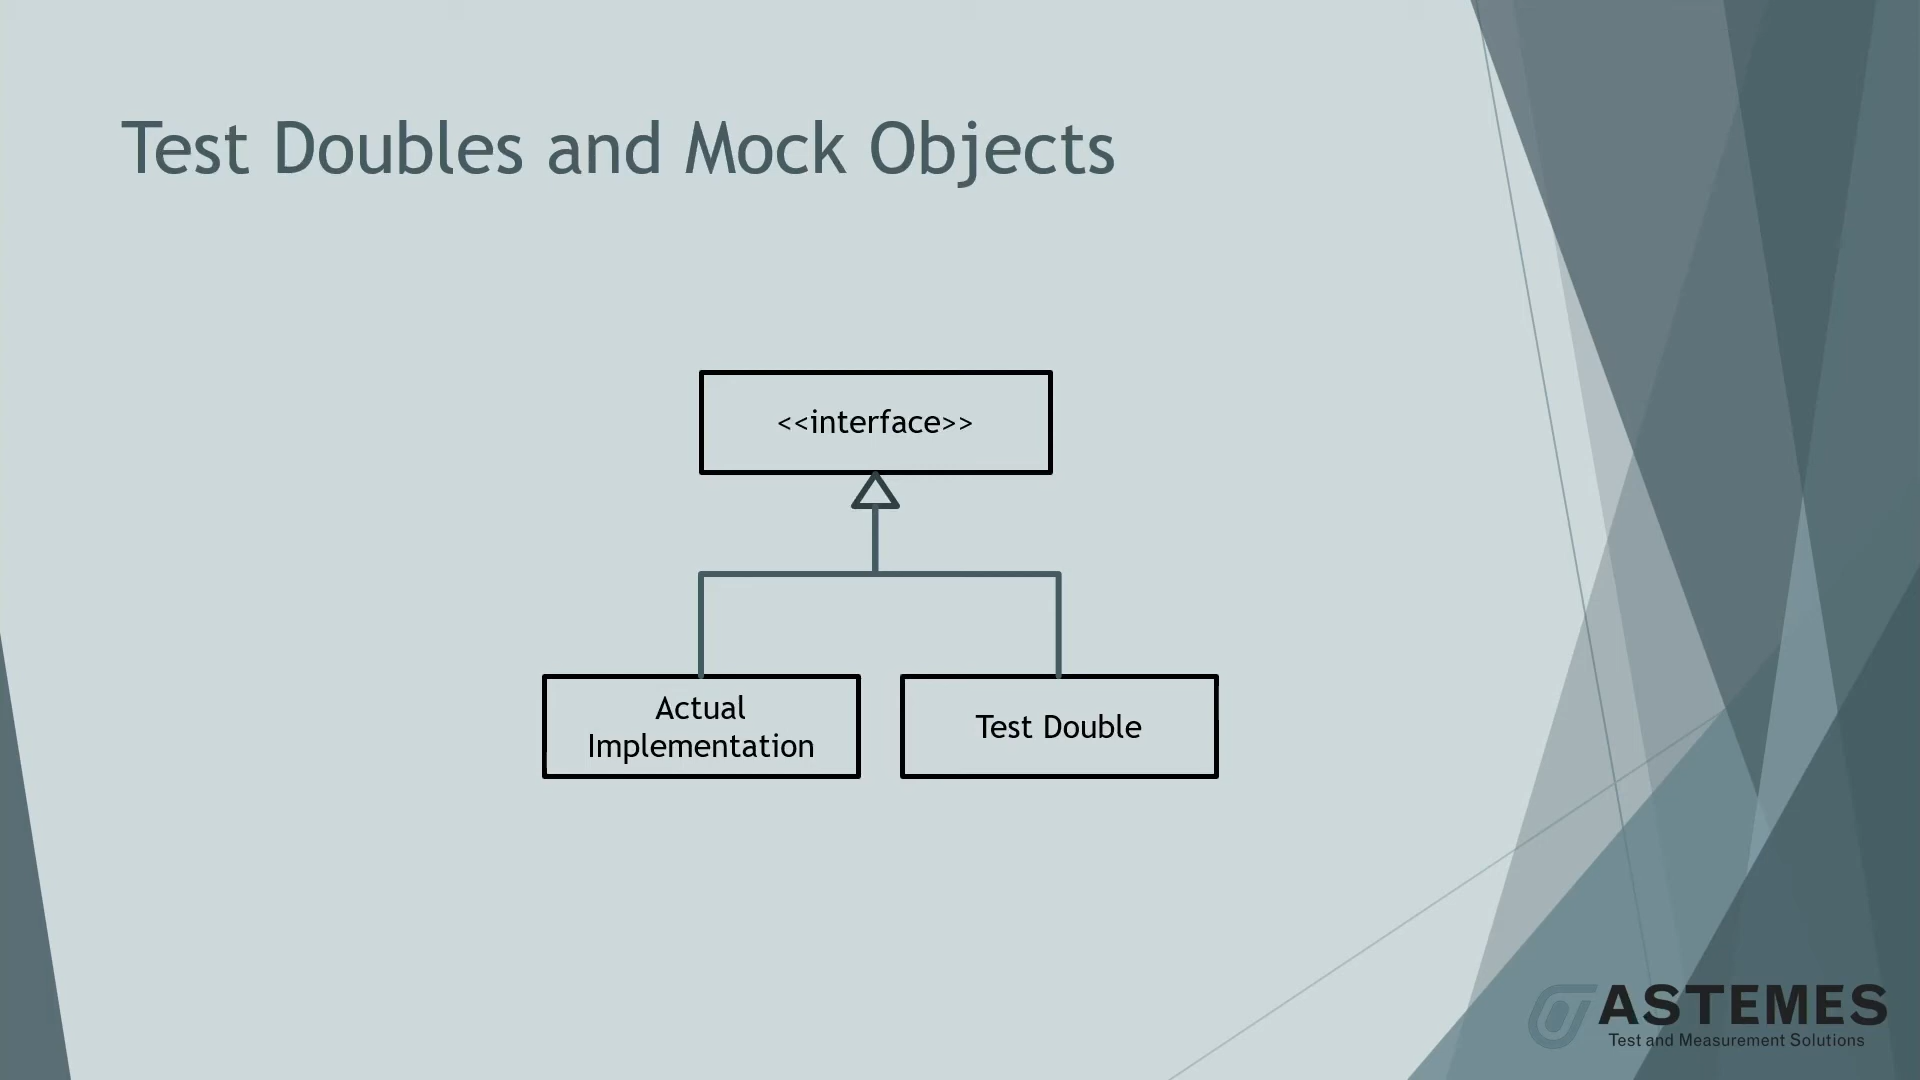 Test Doubles and Mock Objects
<<interface>>
Actual
Implementation
Test Double
ASTEMES
Test and Measurement Solutions